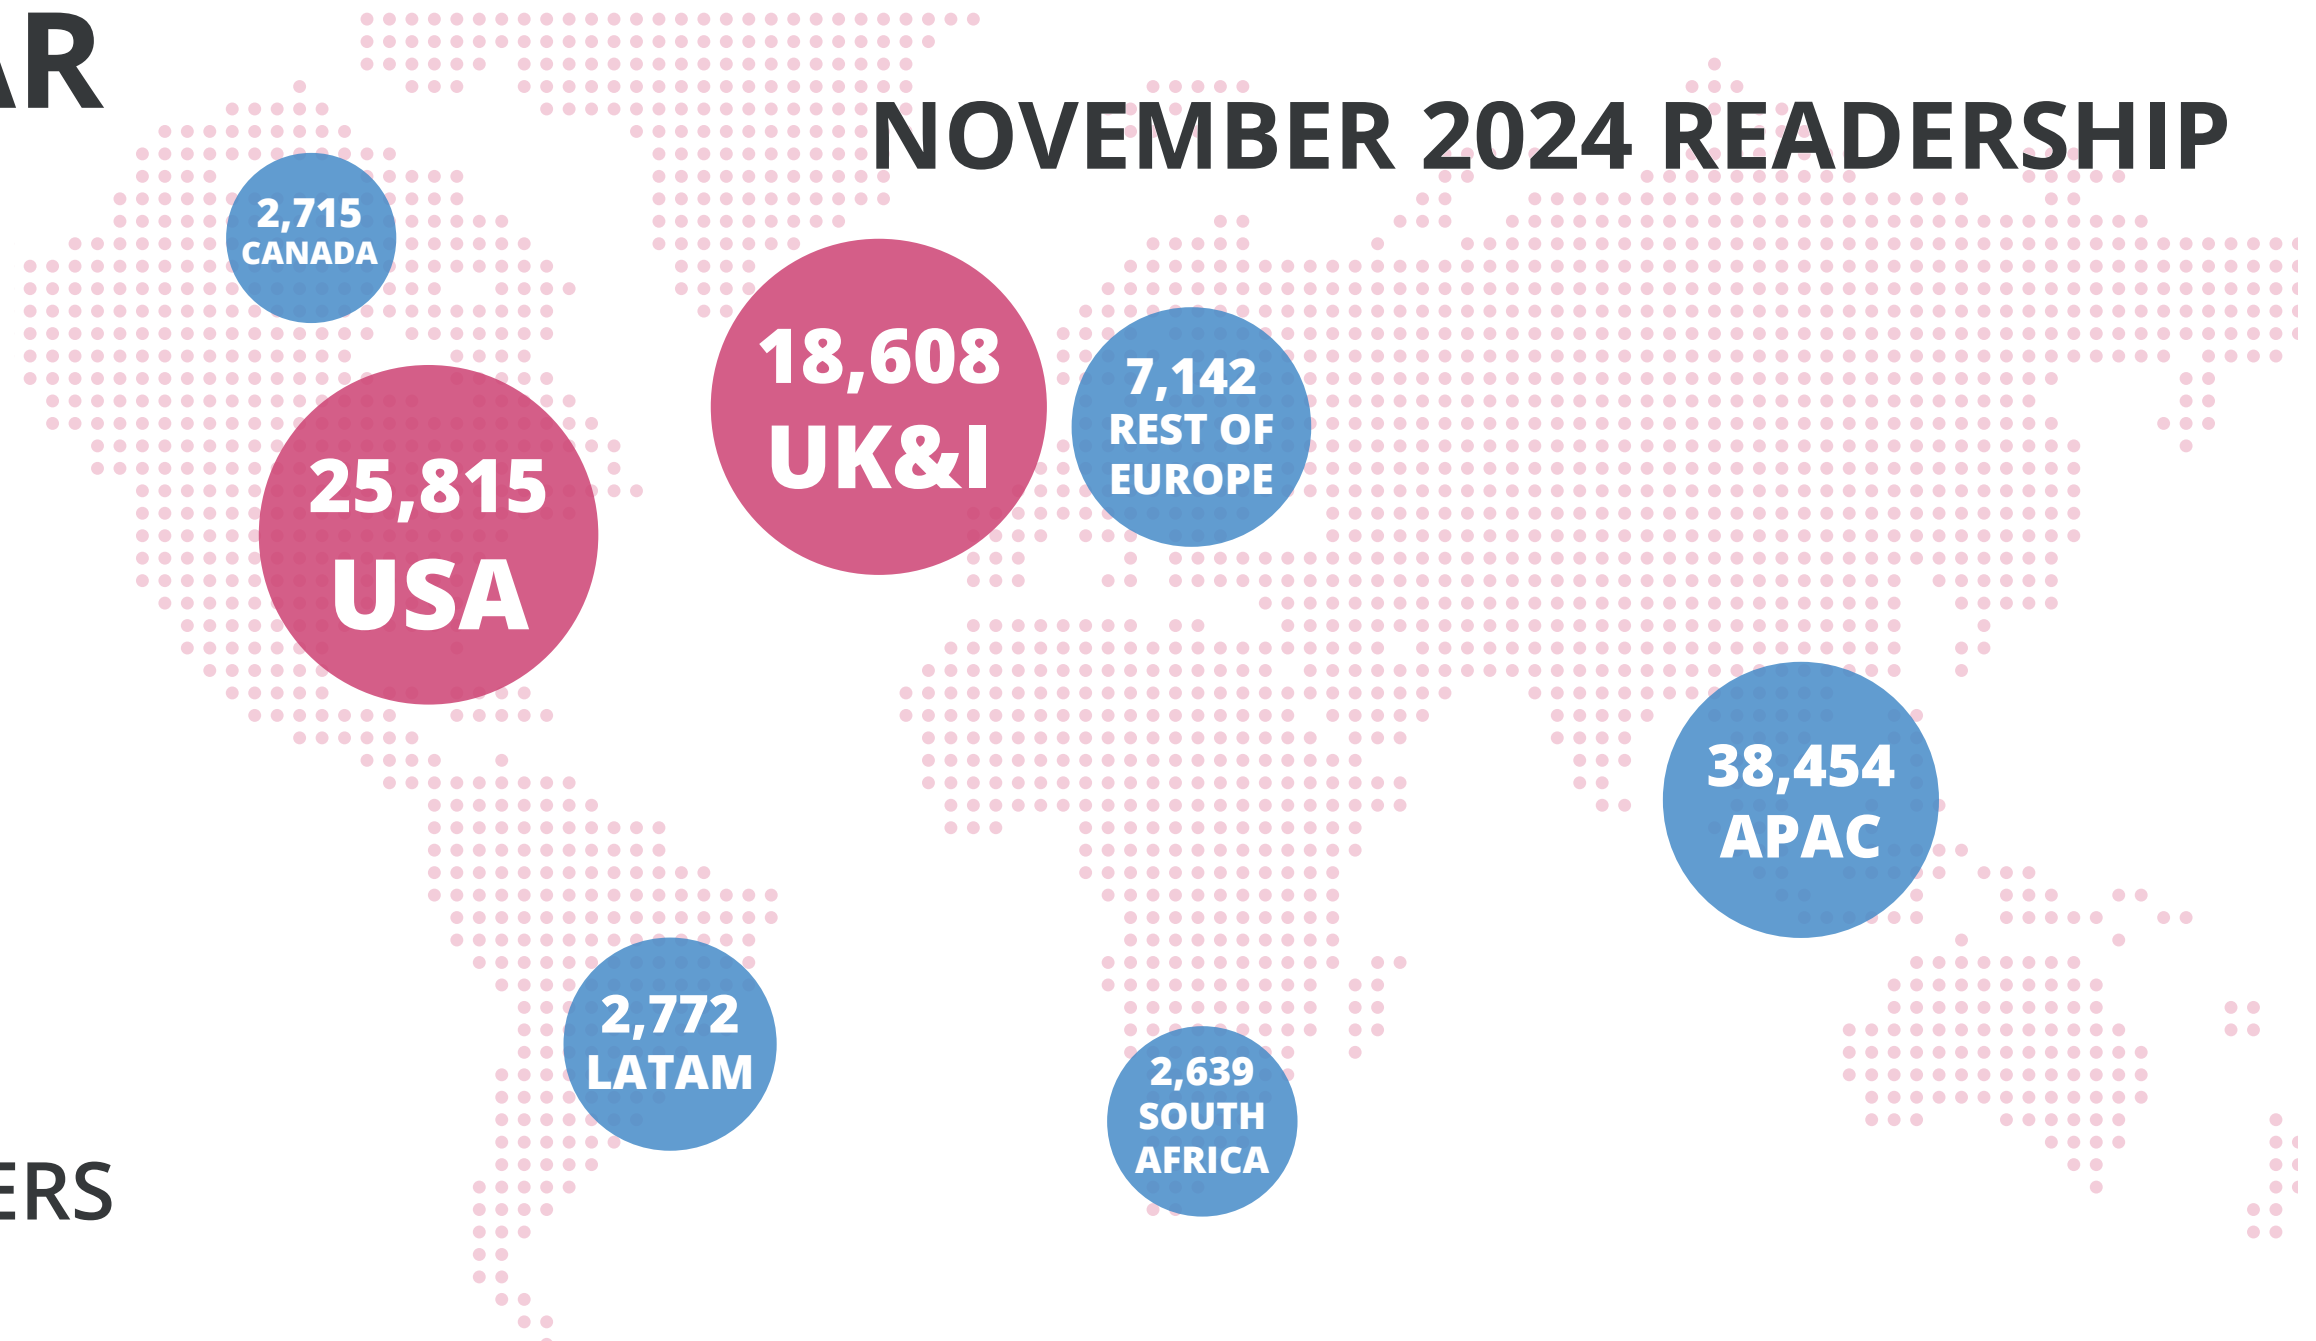 AR
NOVEMBER 2024 READERSHIP
2,715
CANADA
18,608
UK&I
7,142
REST OF
EUROPE
25,815
USA
38,454
APAC
2,772
LATAM
2,639
SOUTH
AFRICA
ERS